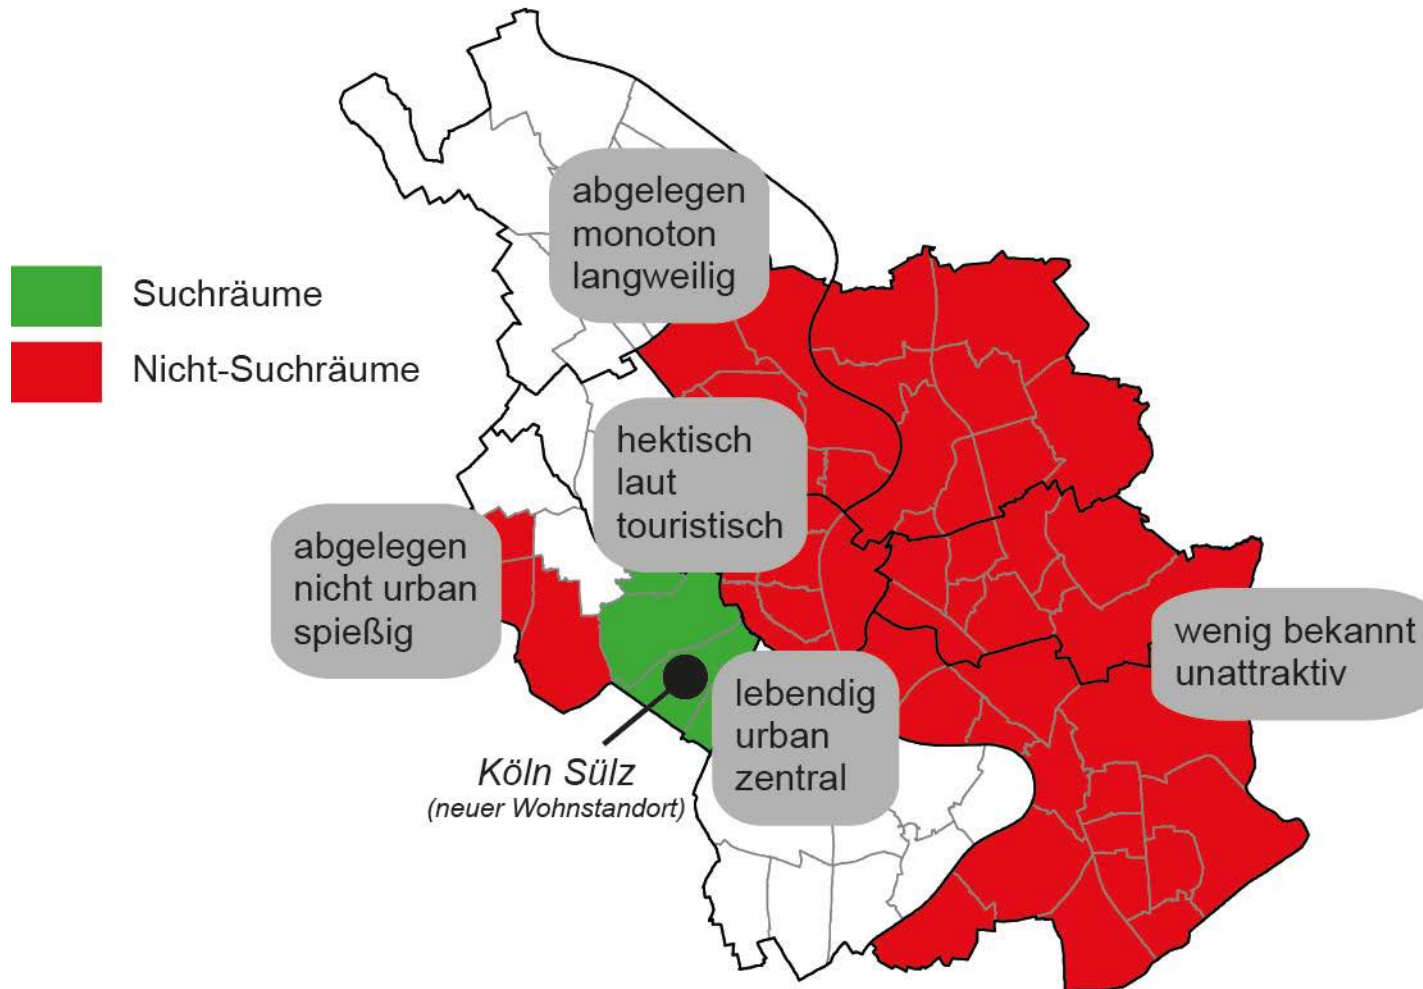 abgelegen
monoton
langweilig
Suchräume
Nicht-Suchräume
hektisch
laut
touristisch
abgelegen
nicht urban
spießig
wenig bekannt
unattraktiv
lebendig
urban
zentral
Köln Sülz
(neuer Wohnstandort)